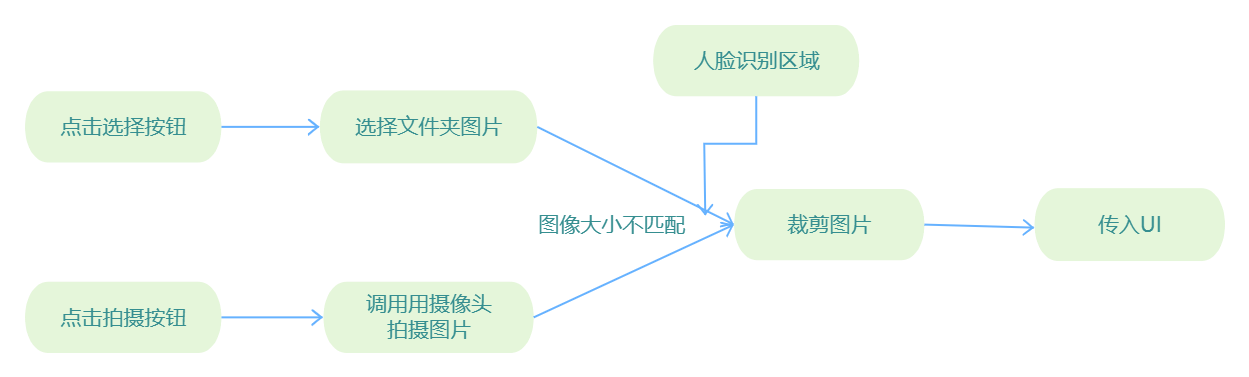 人脸识别区域
点击选择按钮
选择文件夹图片
图像大小不匹配
裁剪图片
传入UI
点击拍摄按钮
调用用摄像头
拍摄图片